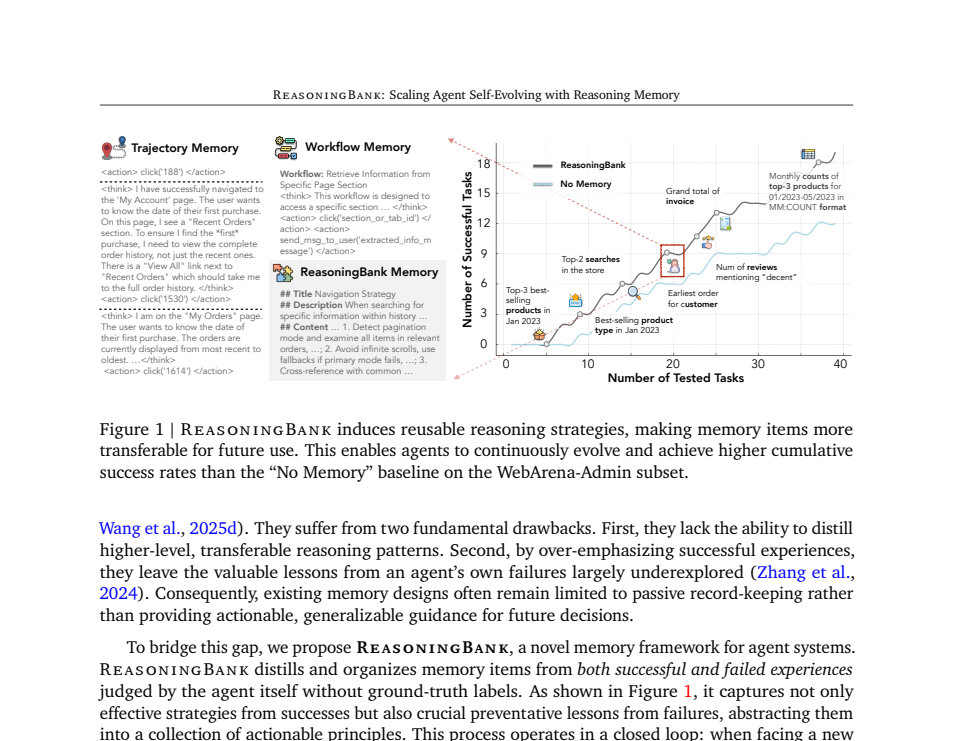 REASONINGBANK: Scaling Agent Self-Evolving with Reasoning Memory
Trajectory Memory
<action> click('188') </action>
<think> I have successfully navigated to
the 'My Account' page. The user wants
to know the date of their first purchase.
On this page, I see a "Recent Orders"
section. To ensure I find the *first*
purchase, I need to view the complete
order history, not just the recent ones.
There is a "View All" link next to
"Recent Orders" which should take me
to the full order history. </think>
<action> click('1530') </action>
<think> I am on the "My Orders" page.
The user wants to know the date of
their first purchase. The orders are
currently displayed from most recent to
oldest. ...</think>
<action> click('1614') </action>
Workflow Memory
Workflow: Retrieve Information from
Specific Page Section
<think> This workflow is designed to
access a specific section ... </think>
<action> click('section_or_tab_id') </
action> <action>
send_msg_to_user('extracted_info_m
essage') </action>
ReasoningBank Memory
## Title Navigation Strategy
## Description When searching for
specific information within history ...
## Content ... 1. Detect pagination
mode and examine all items in relevant
orders, ...; 2. Avoid infinite scrolls, use
fallbacks if primary mode fails, ...; 3.
Cross-reference with common ...
Number of Successful Tasks
18
15
12
9
6
3
0
ReasoningBank
No Memory
Grand total of
invoice
Monthly counts of
top-3 products for
01/2023-05/2023 in
MM:COUNT format
Top-2 searches
in the store
Num of reviews
mentioning "decent"
Top-3 best-
selling
products in
Jan 2023
Earliest order
for customer
Best-selling product
type in Jan 2023
0 10 20 30 40
Number of Tested Tasks
Figure 1 | REASONINGBANK induces reusable reasoning strategies, making memory items more
transferable for future use. This enables agents to continuously evolve and achieve higher cumulative
success rates than the “No Memory” baseline on the WebArena-Admin subset.
Wang et al., 2025d). They suffer from two fundamental drawbacks. First, they lack the ability to distill
higher-level, transferable reasoning patterns. Second, by over-emphasizing successful experiences,
they leave the valuable lessons from an agent’s own failures largely underexplored (Zhang et al.,
2024). Consequently, existing memory designs often remain limited to passive record-keeping rather
than providing actionable, generalizable guidance for future decisions.
To bridge this gap, we propose REASONINGBANK, a novel memory framework for agent systems.
REASONINGBANK distills and organizes memory items from both successful and failed experiences
judged by the agent itself without ground-truth labels. As shown in Figure 1, it captures not only
effective strategies from successes but also crucial preventative lessons from failures, abstracting them
into a collection of actionable principles. This process operates in a closed loop: when facing a new